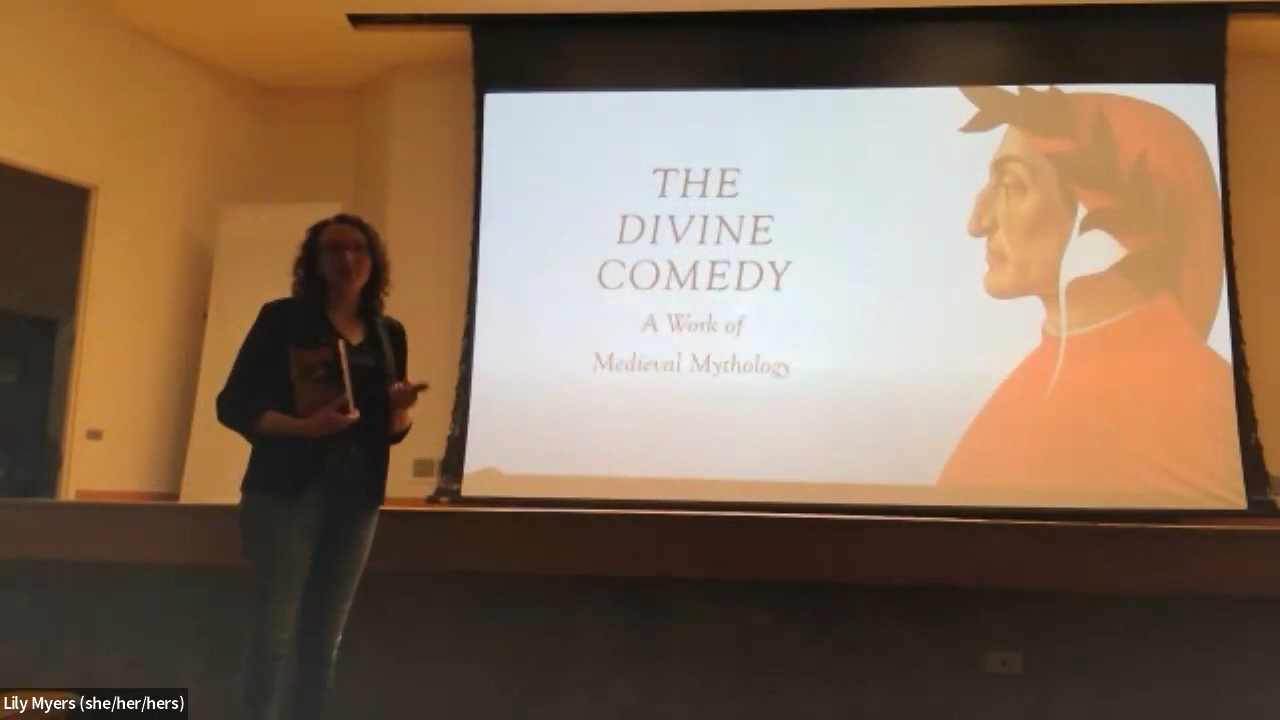 THE
DIVINE
COMEDY
A Work of
Medieval Mythology
Lily Myers (she/her/hers)